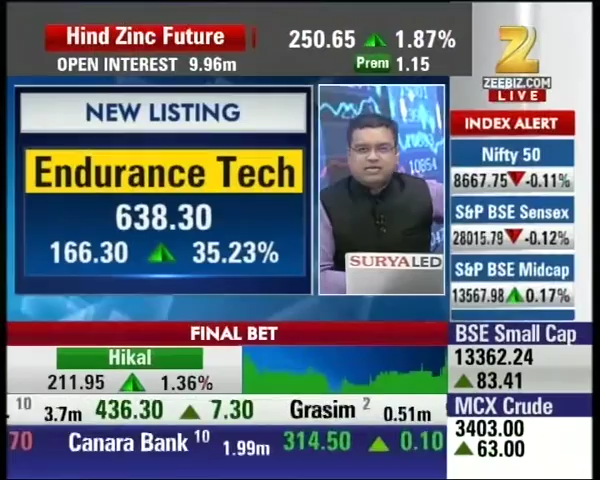 Hind Zinc Future
250.65 1.87%
OPEN INTEREST 9.96m
Prem 1.15
Z
ZEEBIZ.COM
LIVE
NEW LISTING
Endurance Tech
638.30
166.30 35.23%
10854
SURYA LED
INDEX ALERT
Nifty 50
8667.75 -0.11%
S&P BSE Sensex
28015.79 -0.12%
S&P BSE Midcap
13567.98 0.17%
FINAL BET
Hikal
211.95 1.36%
BSE Small Cap
13362.24
83.41
MCX Crude
3403.00
63.00
. 10 3.7m 436.30 7.30 Grasim 2 0.51m
70 Canara Bank 10 1.99m 314.50 0.10